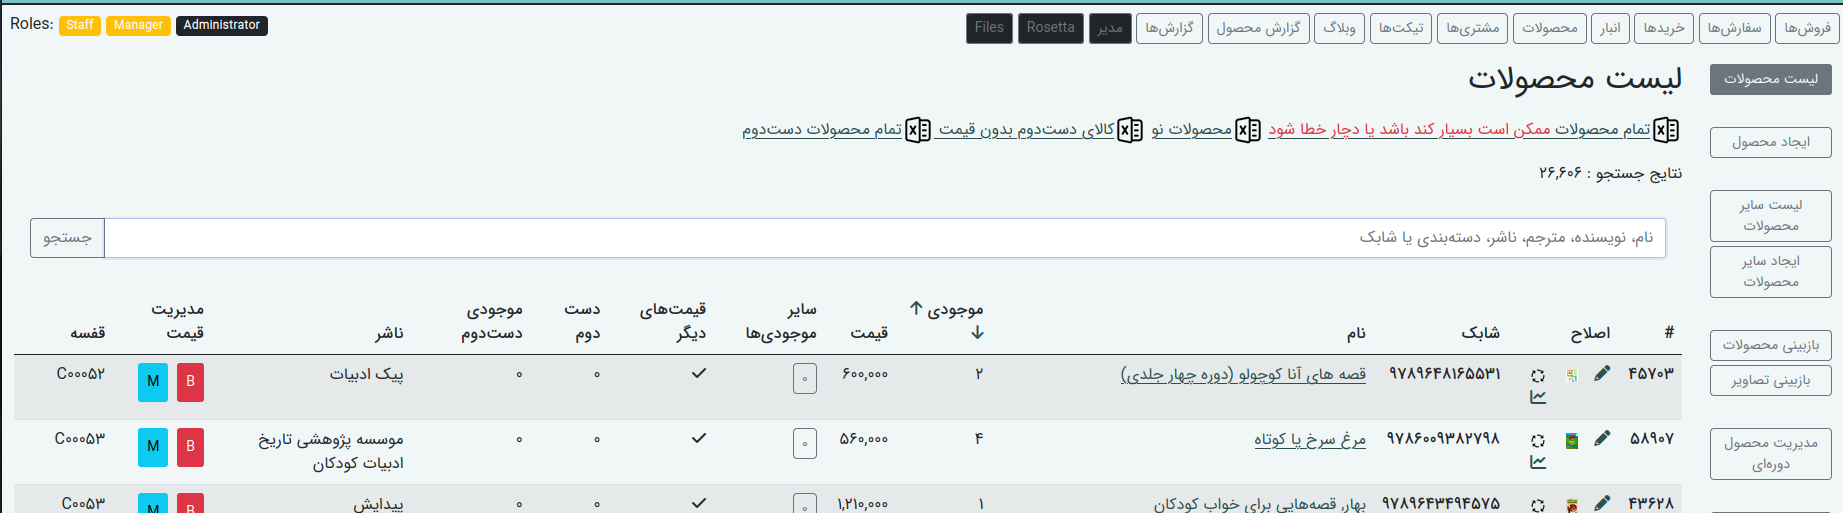 Roles: Staff Manager Administrator
فروش‌ها سفارش‌ها خریدها انبار محصولات مشتری‌ها تیکت‌ها وبلاگ گزارش محصول گزارش‌ها مدیر Rosetta Files
لیست محصولات
ایجاد محصول
لیست سایر
محصولات
ایجاد سایر
محصولات
بازبینی محصولات
بازبینی تصاویر
مدیریت محصول
دوره‌ای
لیست محصولات
تمام محصولات ممکن است بسیار کند باشد یا دچار خطا شود محصولات نو کالای دست‌دوم بدون قیمت تمام محصولات دست‌دوم
نتایج جستجو : ۲۶,۶۰۶
نام، نویسنده، مترجم، ناشر، دسته‌بندی یا شابک جستجو
# اصلاح شابک نام موجودی ↑ ↓ قیمت سایر موجودی‌ها قیمت‌های دیگر دست دوم موجودی دست‌دوم ناشر مدیریت قیمت قفسه
۴۵۷۰۳ ۹۷۸۹۶۴۸۱۶۵۵۳۱ قصه های آنا کوچولو (دوره چهار جلدی) ۲ ۶۰۰,۰۰۰ ۰ ۰ ۰ پیک ادبیات B M C۰۰۰۵۲
۵۸۹۰۷ ۹۷۸۶۰۰۹۳۸۲۷۹۸ مرغ سرخ پا کوتاه ۴ ۵۶۰,۰۰۰ ۰ ۰ ۰ موسسه پژوهشی تاریخ ادبیات کودکان B M C۰۰۰۵۳
۴۳۶۲۸ ۹۷۸۹۶۴۳۴۹۴۵۷۵ بهار, قصه‌هایی برای خواب کودکان ۱ ۱,۲۱۰,۰۰۰ ۰ ۰ ۰ پیدایش B M C۰۰۵۳